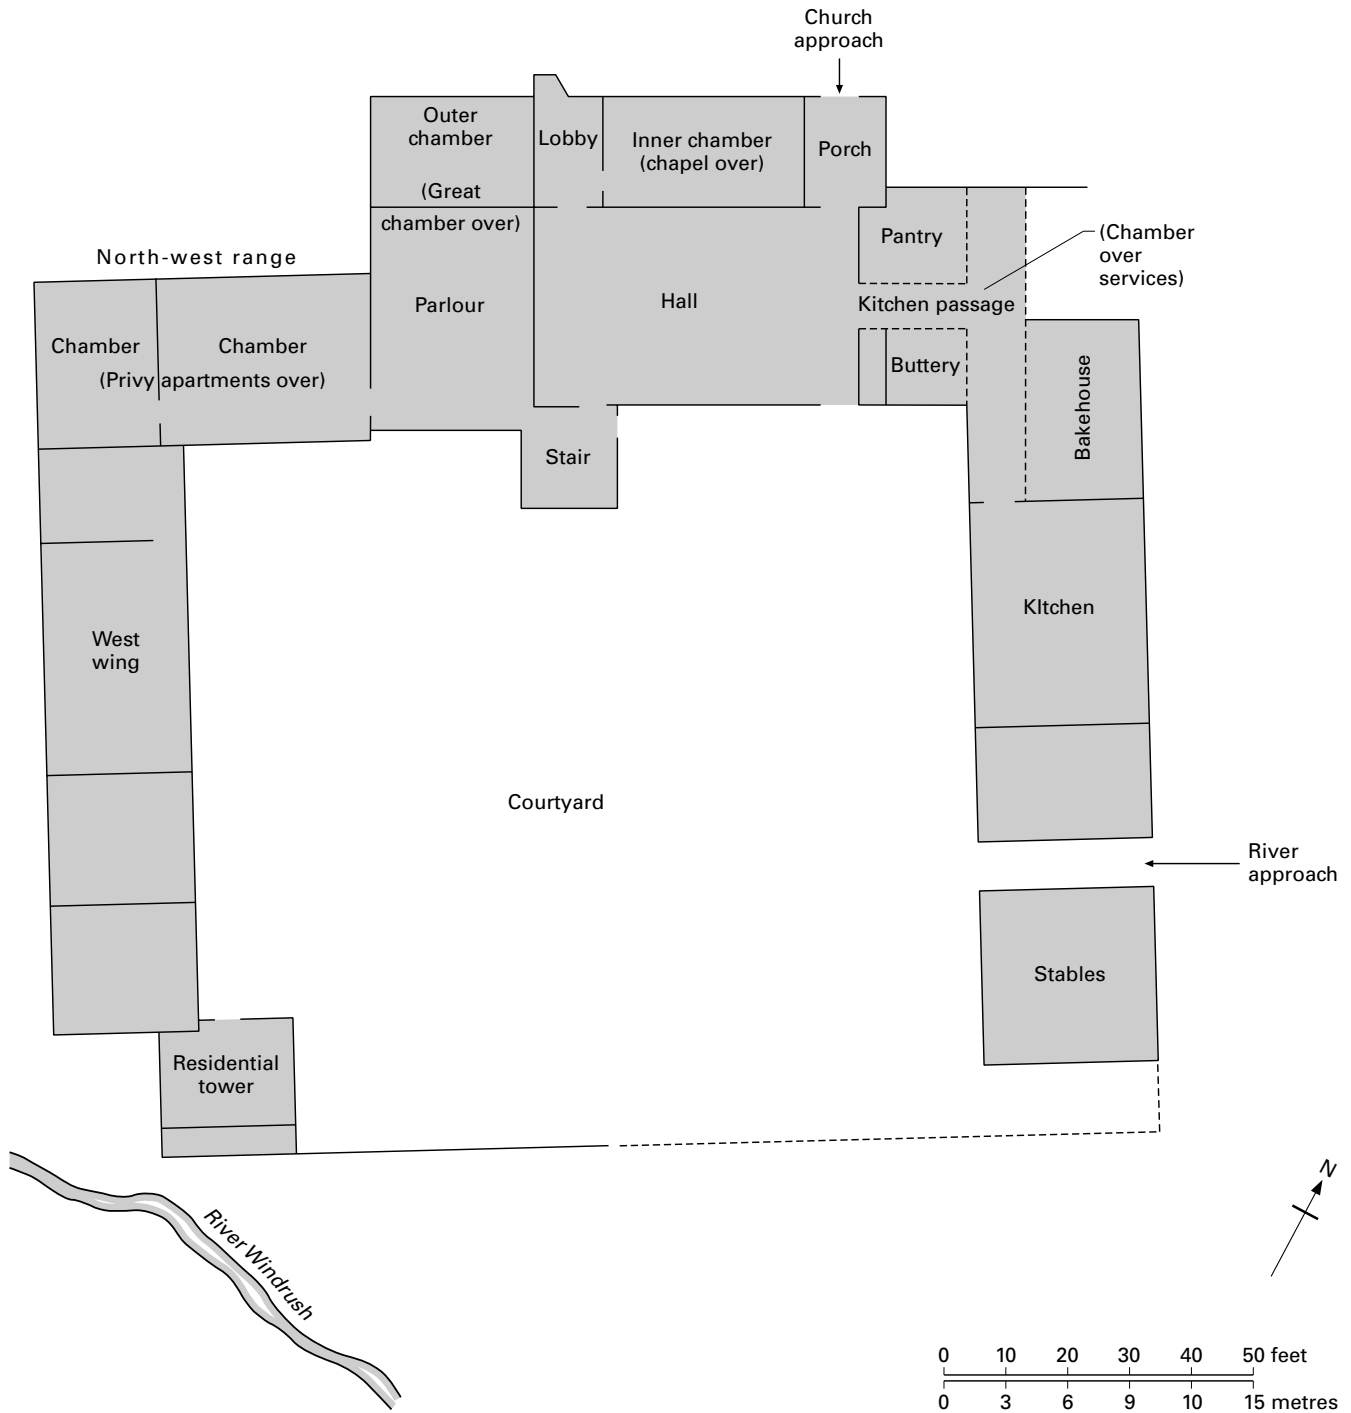 Church
approach
Outer
chamber
Lobby
Inner chamber
(chapel over)
Porch
(Great
chamber over)
Pantry
(Chamber
over
services)
North-west range
Parlour
Hall
Kitchen passage
Chamber
Chamber
(Privy apartments over)
Buttery
Bakehouse
Stair
KItchen
West
wing
Courtyard
River
approach
Stables
Residential
tower
River Windrush
N
0 10 20 30 40 50 feet
0 3 6 9 10 15 metres